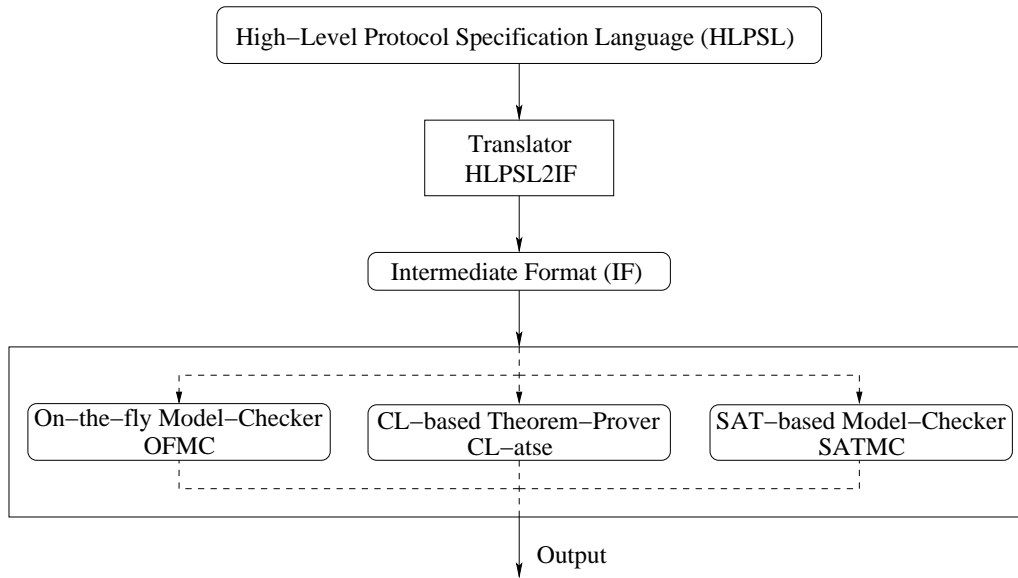 High−Level Protocol Specification Language (HLPSL)
Translator
HLPSL2IF
Intermediate Format (IF)
On−the−fly Model−Checker
OFMC
CL−based Theorem−Prover
CL−atse
SAT−based Model−Checker
SATMC
Output